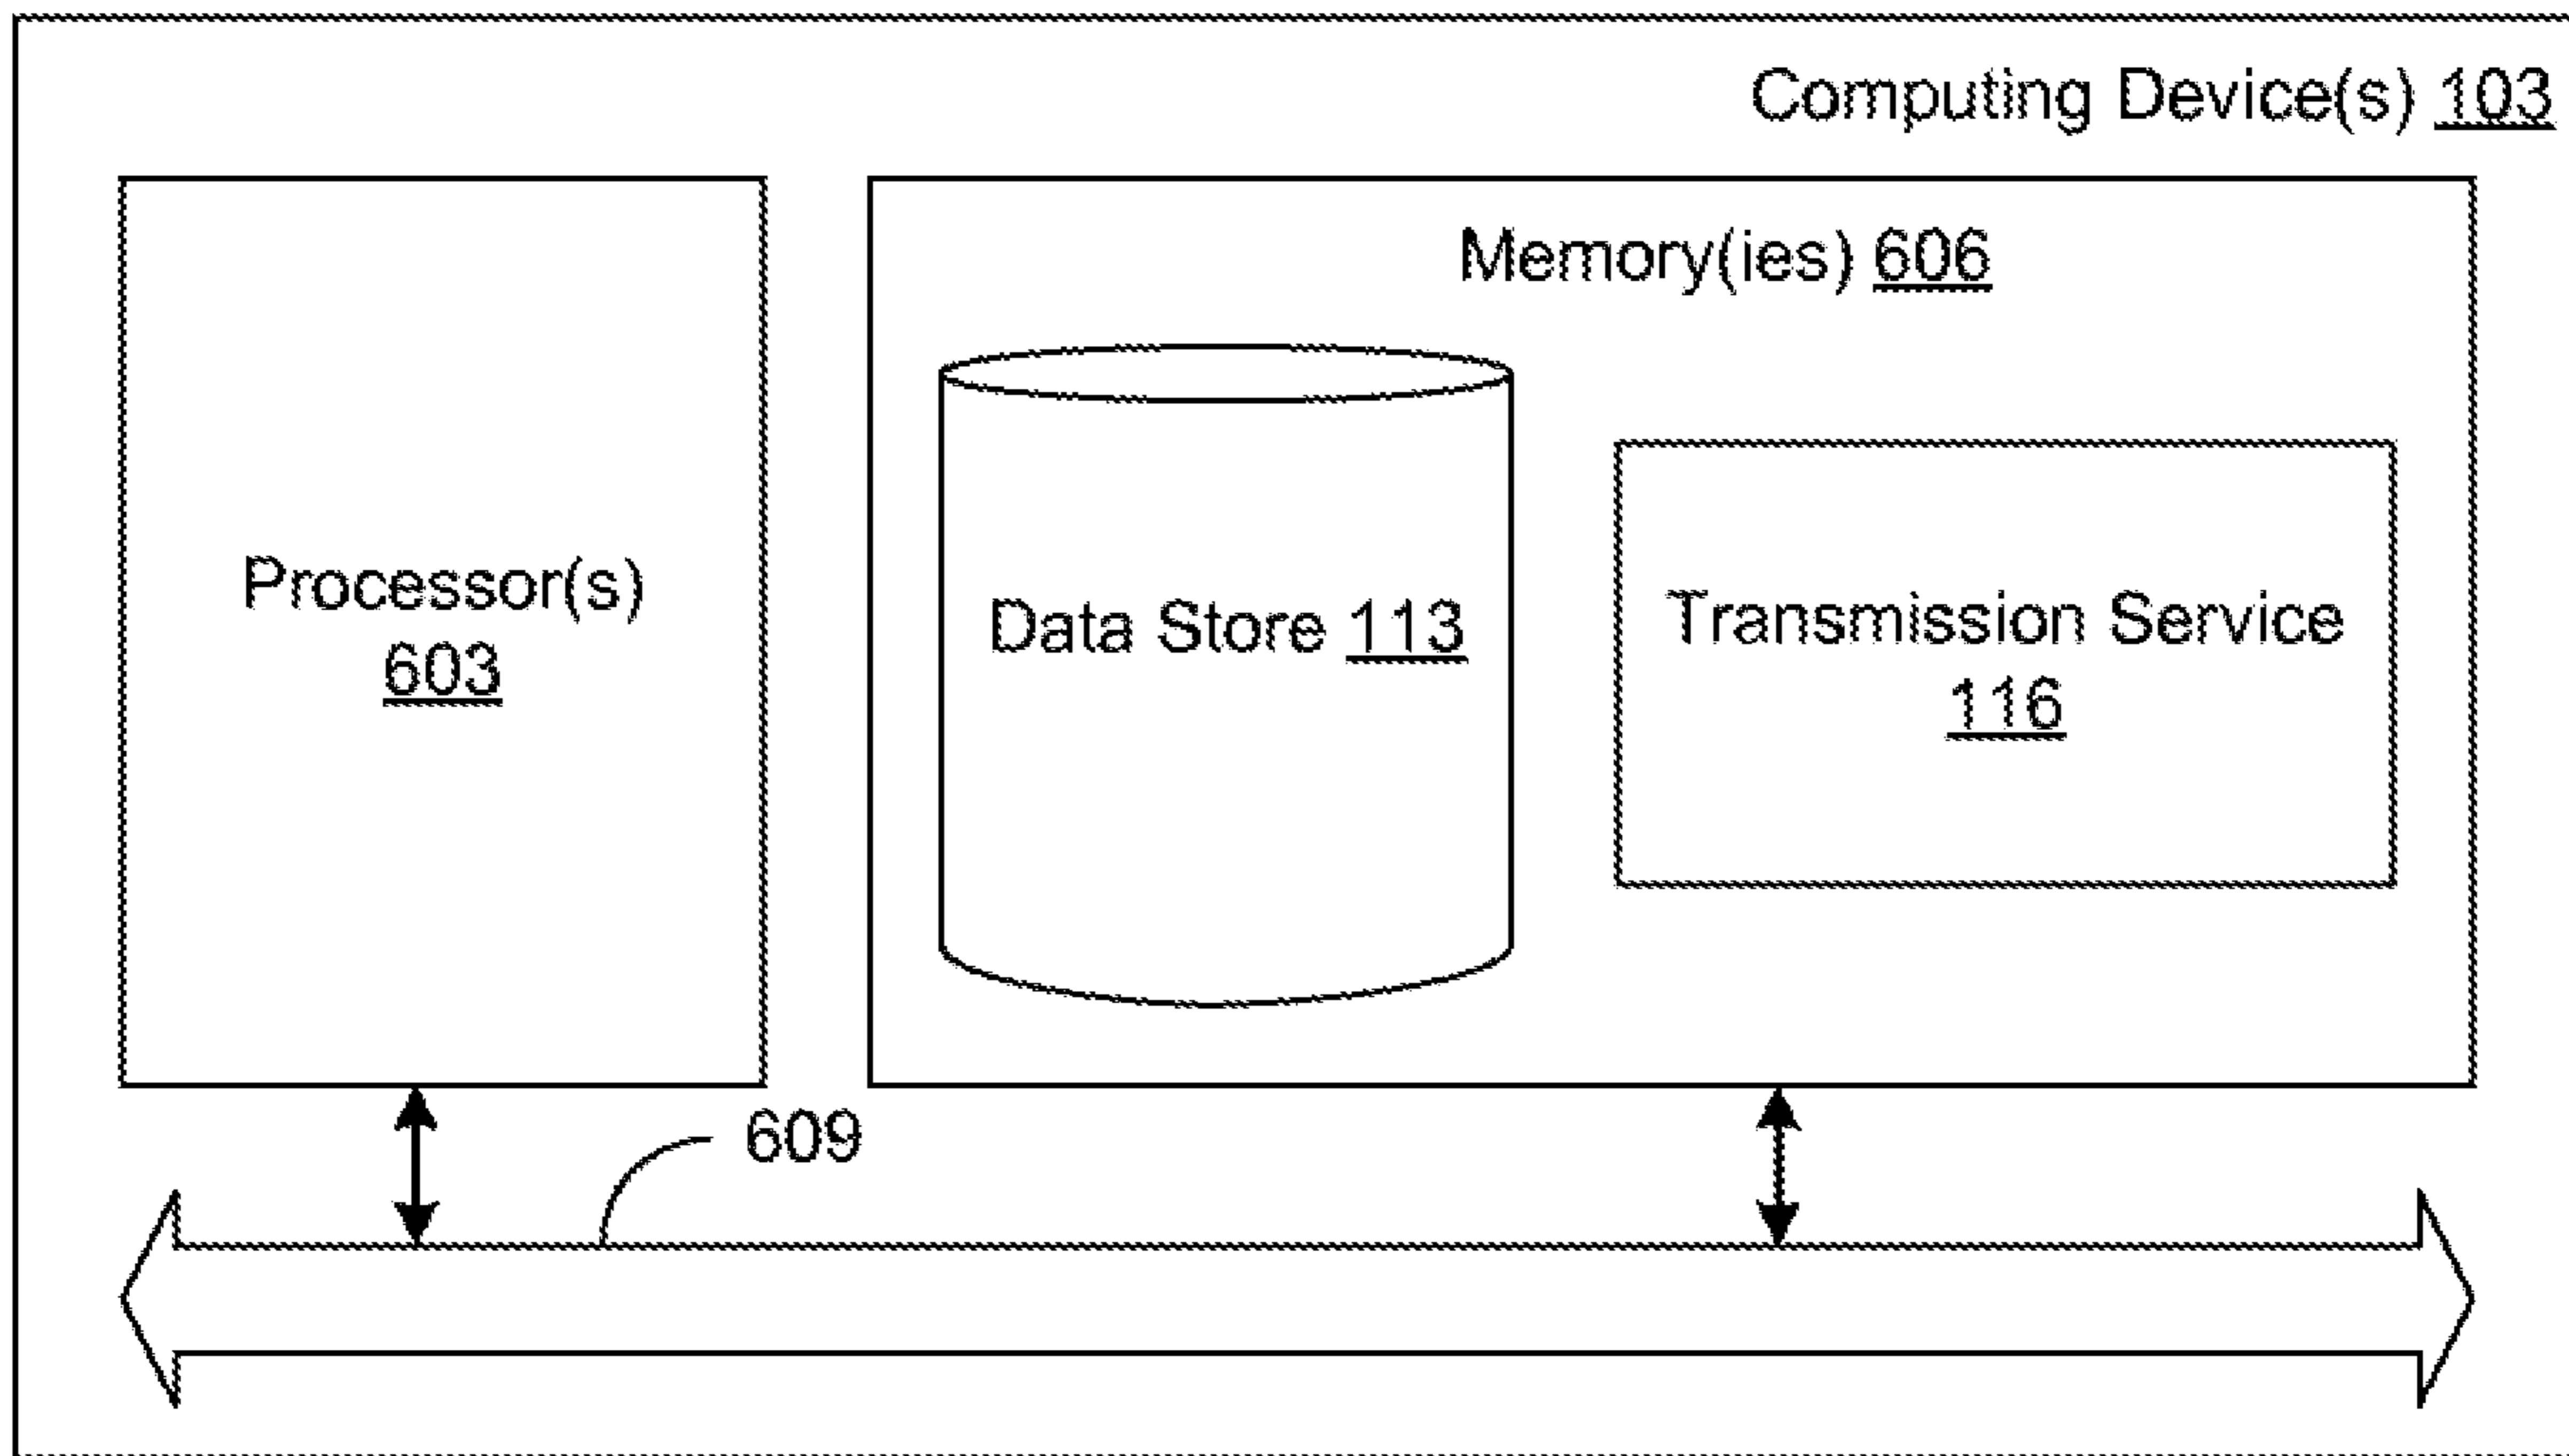 Computing Device(s) 103
Memory(ies) 606
Processor(s)
603
Data Store 113
Transmission Service
116
609